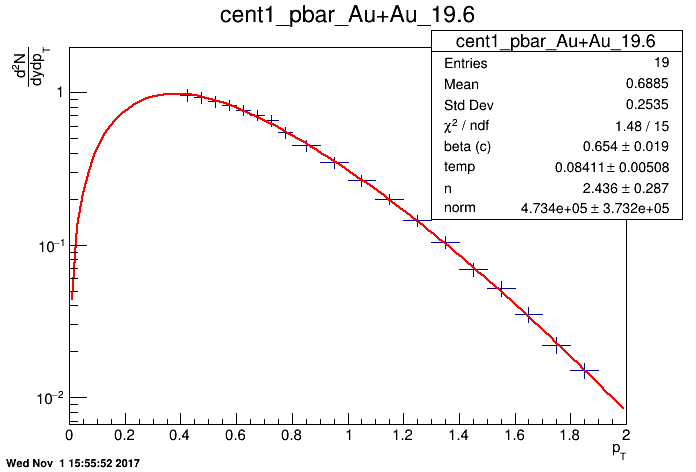 cent1_pbar_Au+Au_19.6
cent1_pbar_Au+Au_19.6
Entries 19
Mean 0.6885
Std Dev 0.2535
χ² / ndf 1.48 / 15
beta (c) 0.654 ± 0.019
temp 0.08411 ± 0.00508
n 2.436 ± 0.287
norm 4.734e+05 ± 3.732e+05
d²N
dydp_T
1
10⁻¹
10⁻²
0 0.2 0.4 0.6 0.8 1 1.2 1.4 1.6 1.8 2
p_T
Wed Nov 1 15:55:52 2017